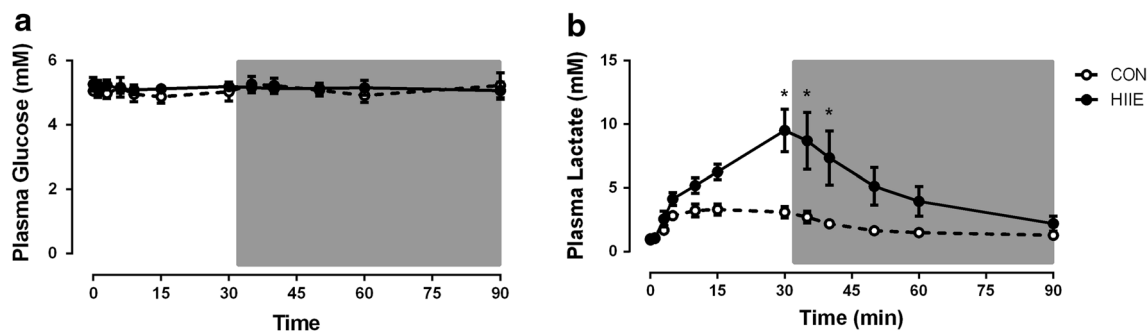 a
Plasma Glucose (mM)
6
4
2
0
0 15 30 45 60 75 90
Time
b
Plasma Lactate (mM)
15
10
5
0
* * *
0 15 30 45 60 75 90
Time (min)
CON
HIIE